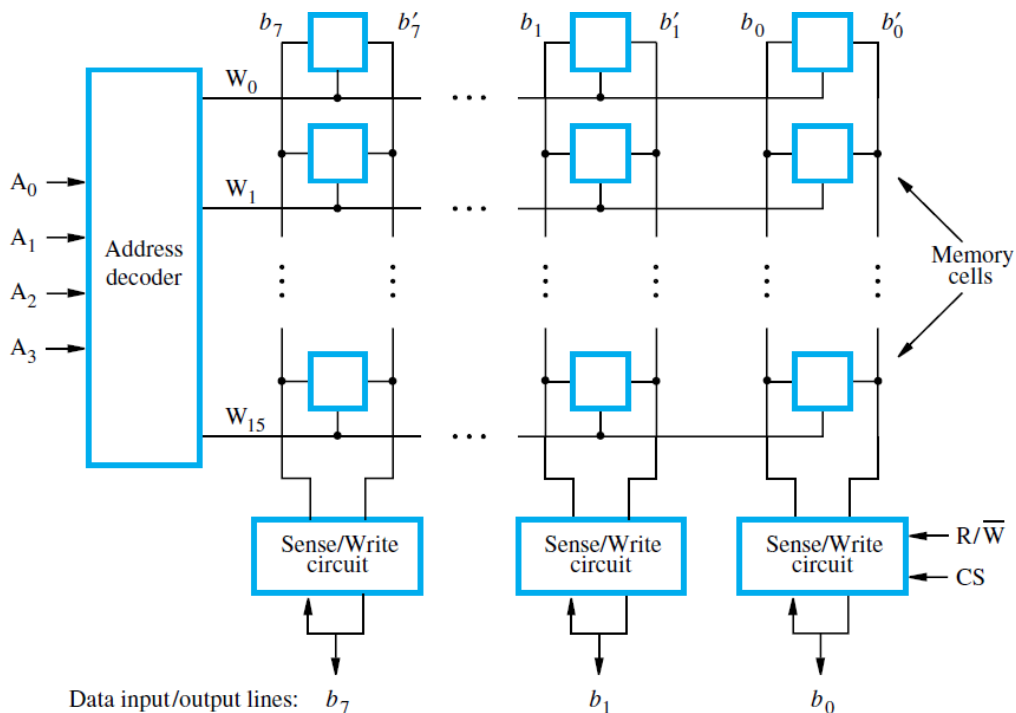 b₇ b′₇ b₁ b′₁ b₀ b′₀
W₀
• • •
W₁
• • •
A₀
A₁
A₂
A₃
Address
decoder
Memory
cells
W₁₅
• • •
Sense/Write
circuit
Sense/Write
circuit
Sense/Write
circuit
R/W̅
CS
Data input/output lines: b₇ b₁ b₀